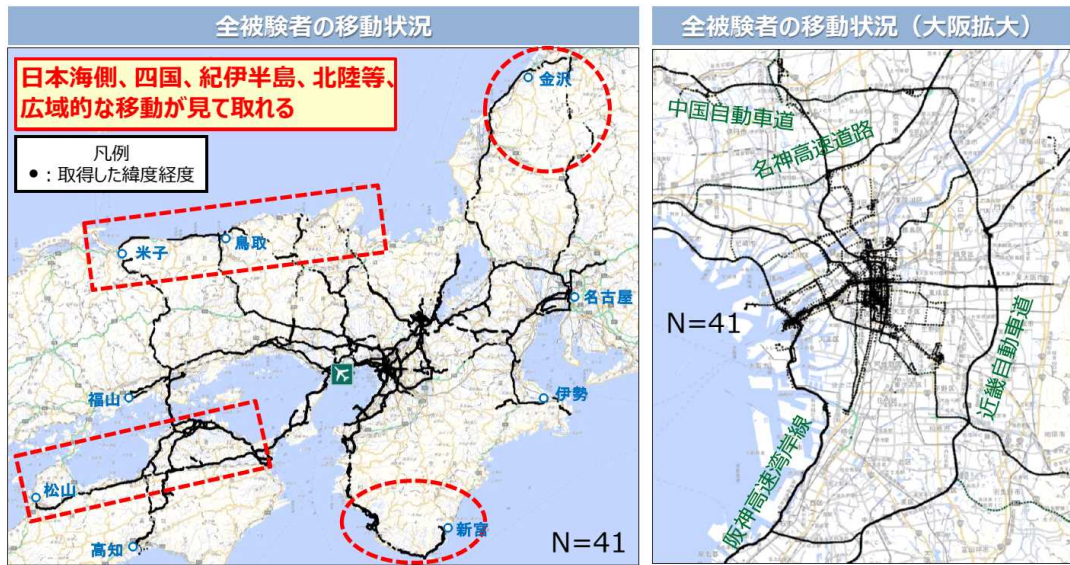 全被験者の移動状況
日本海側、四国、紀伊半島、北陸等、
広域的な移動が見て取れる
凡例
●：取得した緯度経度
金沢
米子
鳥取
名古屋
福山
伊勢
松山
高知
新宮
N=41
全被験者の移動状況（大阪拡大）
中国自動車道
名神高速道路
N=41
近畿自動車道
阪神高速湾岸線